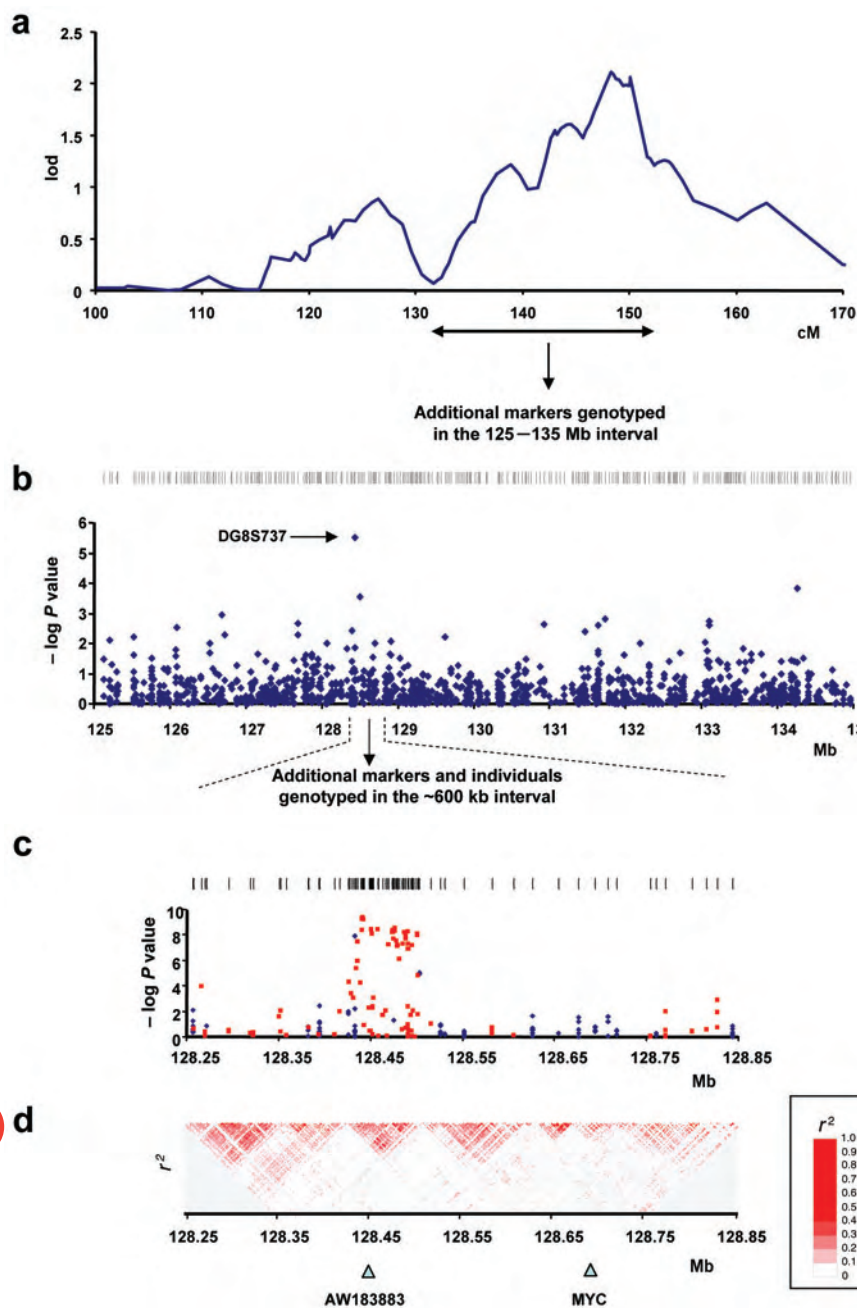 a
2.5
2
1.5
1
0.5
0
lod
100 110 120 130 140 150 160 170
cM
Additional markers genotyped
in the 125–135 Mb interval
b
6
5
4
3
2
1
0
– log P value
DG8S737
125 126 127 128 129 130 131 132 133 134
Mb
Additional markers and individuals
genotyped in the ~600 kb interval
c
10
8
6
4
2
0
– log P value
128.25 128.35 128.45 128.55 128.65 128.75 128.85
Mb
d
r²
128.25 128.35 128.45 128.55 128.65 128.75 128.85
Mb
AW183883 MYC
r²
1.0
0.9
0.8
0.7
0.6
0.5
0.4
0.3
0.2
0.1
0